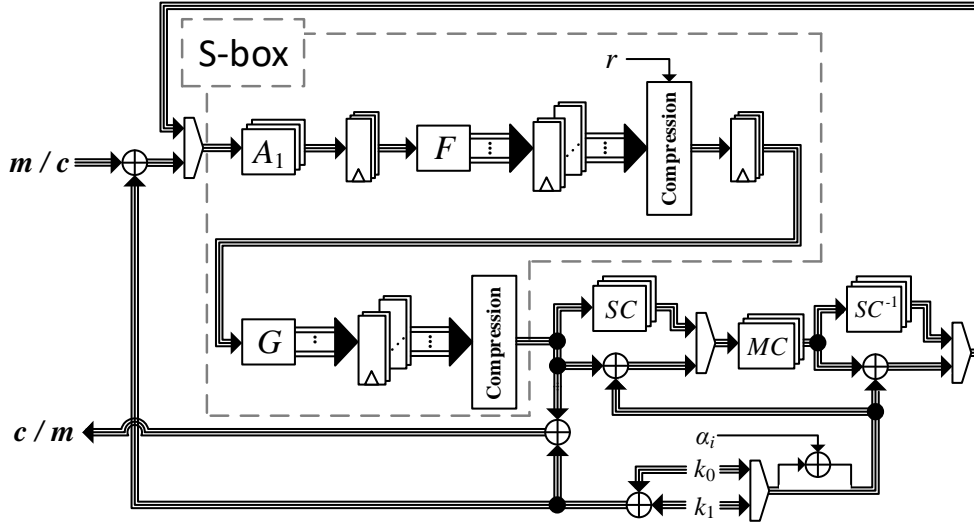 S-box
r
m / c
A₁
F
Compression
G
Compression
SC
MC
SC⁻¹
c / m
αᵢ
k₀
k₁